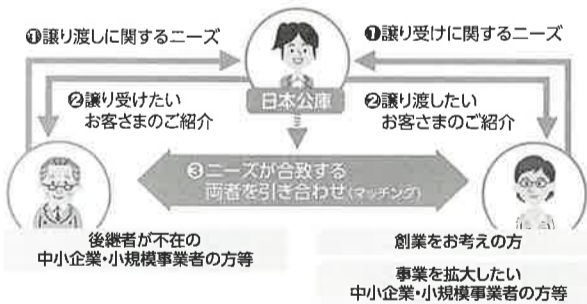 ❶譲り渡しに関するニーズ
❶譲り受けに関するニーズ
日本公庫
❷譲り受けたい
お客さまのご紹介
❷譲り渡したい
お客さまのご紹介
❸ニーズが合致する
両者を引き合わせ(マッチング)
後継者が不在の
中小企業・小規模事業者の方等
創業をお考えの方
事業を拡大したい
中小企業・小規模事業者の方等